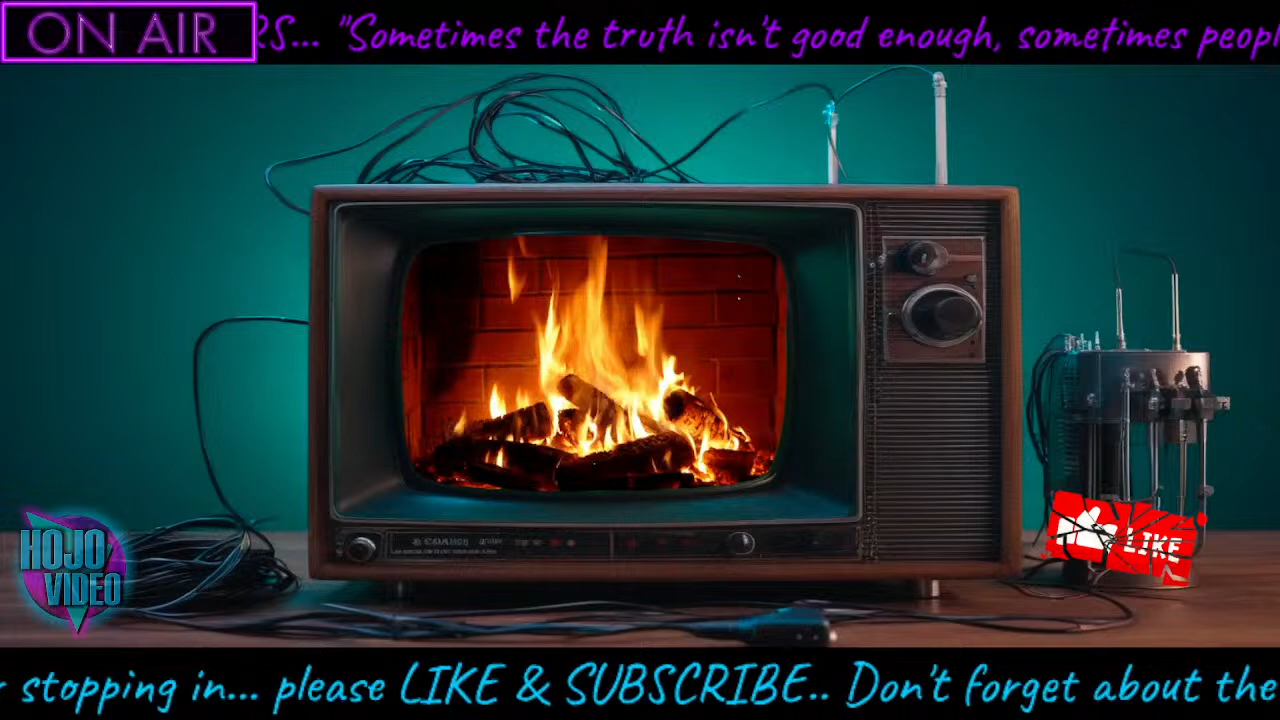 ON AIR
RS... "Sometimes the truth isn't good enough, sometimes peopl
HOJO
VIDEO
LIKE
r stopping in... please LIKE & SUBSCRIBE.. Don't forget about the